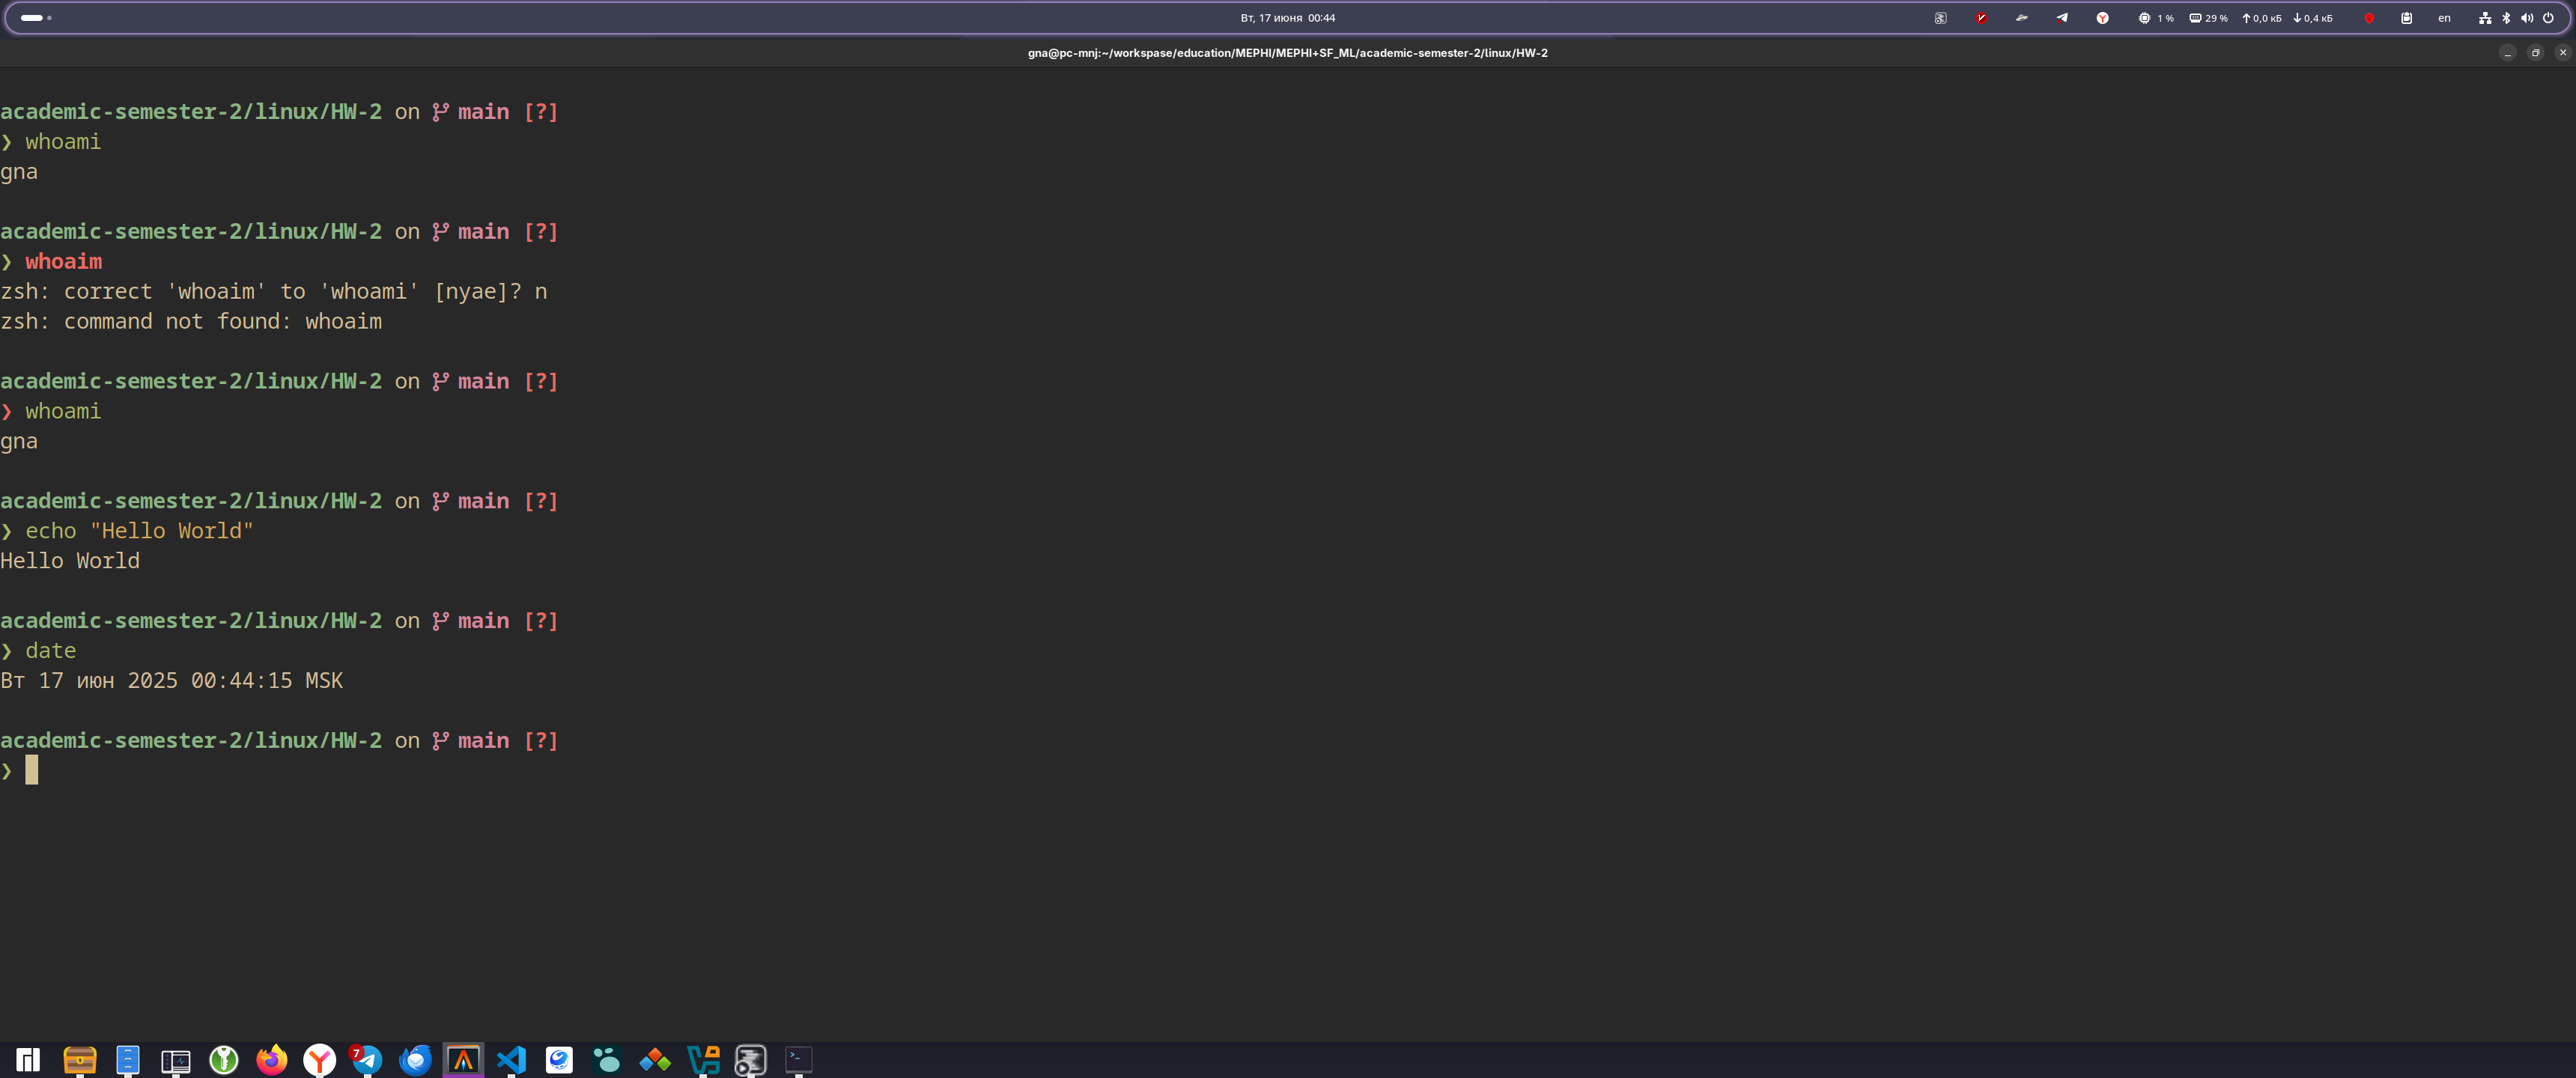 Вт, 17 июня 00:44
1 % 29 % 0,0 кБ 0,4 кБ en
gna@pc-mnj:~/workspase/education/MEPHI/MEPHI+SF_ML/academic-semester-2/linux/HW-2
academic-semester-2/linux/HW-2 on main [?]
❯ whoami
gna
academic-semester-2/linux/HW-2 on main [?]
❯ whoaim
zsh: correct 'whoaim' to 'whoami' [nyae]? n
zsh: command not found: whoaim
academic-semester-2/linux/HW-2 on main [?]
❯ whoami
gna
academic-semester-2/linux/HW-2 on main [?]
❯ echo "Hello World"
Hello World
academic-semester-2/linux/HW-2 on main [?]
❯ date
Вт 17 июн 2025 00:44:15 MSK
academic-semester-2/linux/HW-2 on main [?]
❯
7